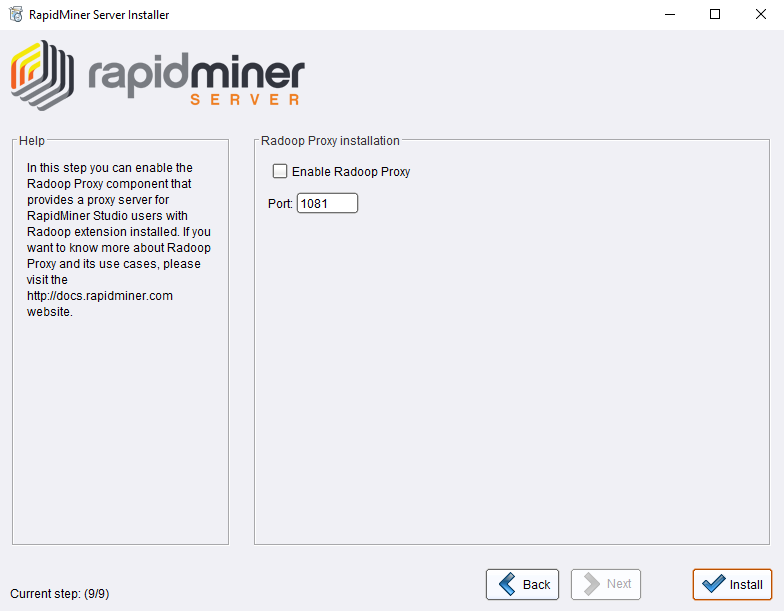 RapidMiner Server Installer
rapidminer
SERVER
Help
In this step you can enable the
Radoop Proxy component that
provides a proxy server for
RapidMiner Studio users with
Radoop extension installed. If you
want to know more about Radoop
Proxy and its use cases, please
visit the
http://docs.rapidminer.com
website.
Radoop Proxy installation
Enable Radoop Proxy
Port: 1081
Current step: (9/9)
Back
Next
Install